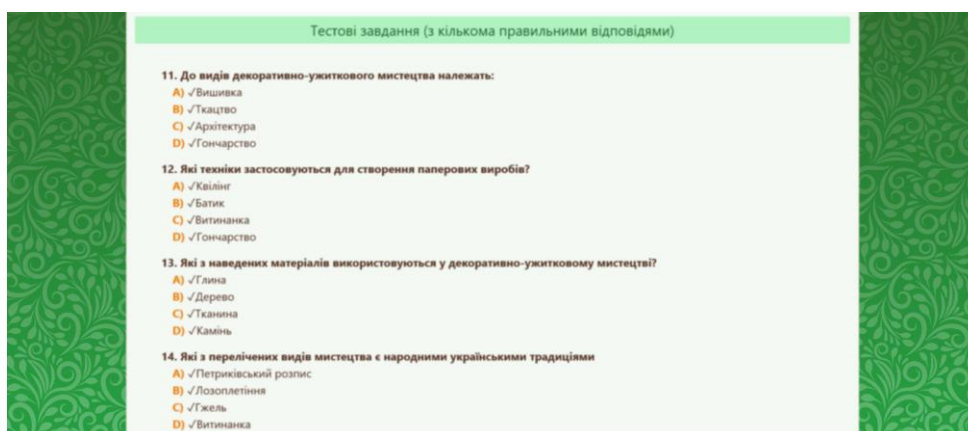 Тестові завдання (з кількома правильними відповідями)
11. До видів декоративно-ужиткового мистецтва належать:
A) √Вишивка
B) √Ткацтво
C) √Архітектура
D) √Гончарство
12. Які техніки застосовуються для створення паперових виробів?
A) √Квілінг
B) √Батик
C) √Витинанка
D) √Гончарство
13. Які з наведених матеріалів використовуються у декоративно-ужитковому мистецтві?
A) √Глина
B) √Дерево
C) √Тканина
D) √Камінь
14. Які з перелічених видів мистецтва є народними українськими традиціями
A) √Петриківський розпис
B) √Лозоплетіння
C) √Гжель
D) √Витинанка